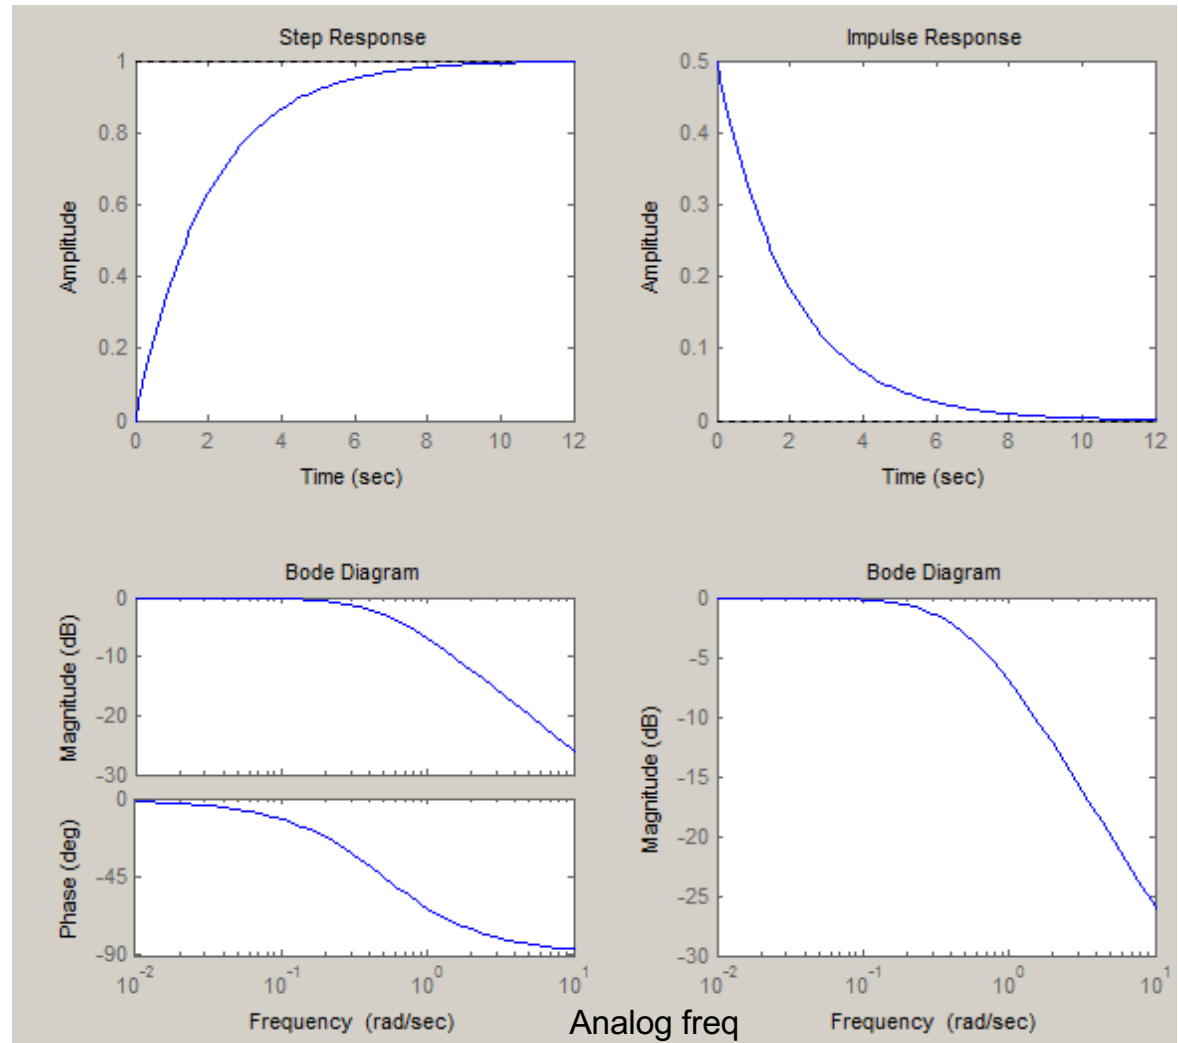 Step Response
1
0.8
0.6
0.4
0.2
0
Amplitude
0 2 4 6 8 10 12
Time (sec)
Impulse Response
0.5
0.4
0.3
0.2
0.1
0
Amplitude
0 2 4 6 8 10 12
Time (sec)
Bode Diagram
0
-10
-20
-30
Magnitude (dB)
0
-45
-90
Phase (deg)
10^-2 10^-1 10^0 10^1
Frequency (rad/sec)
Bode Diagram
0
-5
-10
-15
-20
-25
-30
Magnitude (dB)
10^-2 10^-1 10^0 10^1
Frequency (rad/sec)
Analog freq